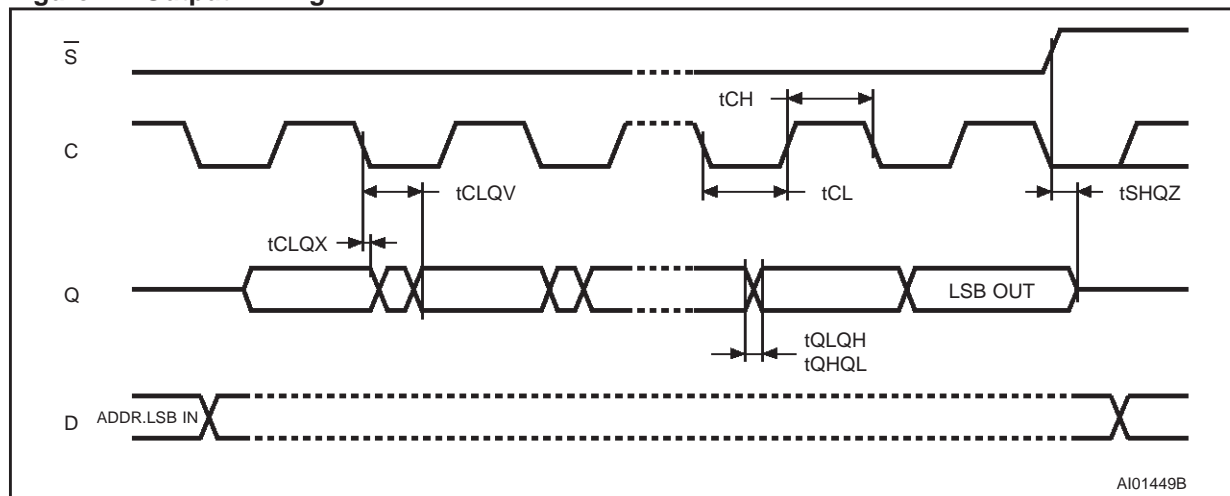 S
tCH
C
tCLQV
tCL
tSHQZ
tCLQX
Q
LSB OUT
tQLQH
tQHQL
D
ADDR.LSB IN
AI01449B